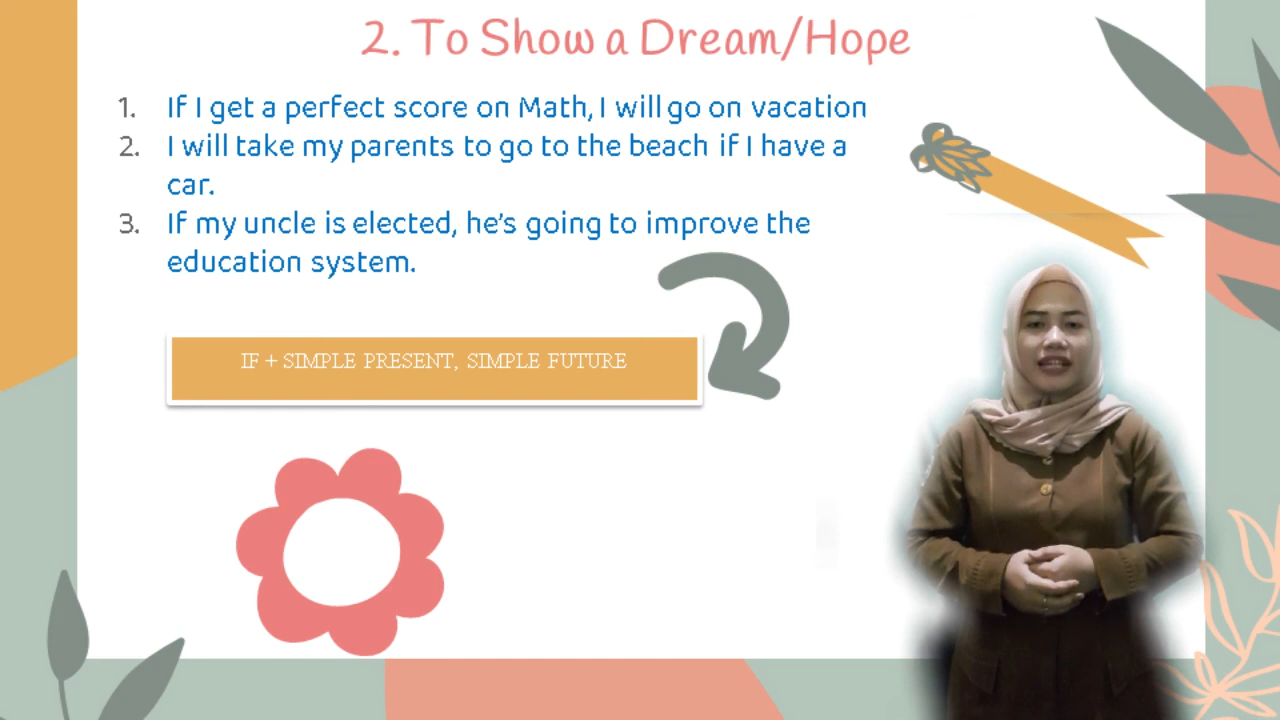 2. To Show a Dream/Hope
1. If I get a perfect score on Math, I will go on vacation
2. I will take my parents to go to the beach if I have a
car.
3. If my uncle is elected, he's going to improve the
education system.
IF + SIMPLE PRESENT, SIMPLE FUTURE